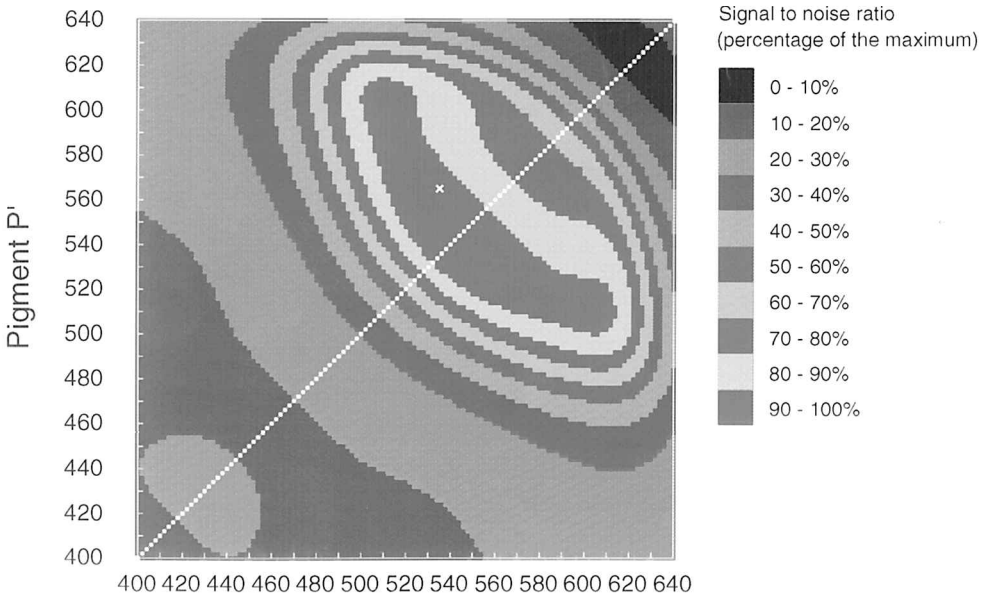 Signal to noise ratio
(percentage of the maximum)
0 - 10%
10 - 20%
20 - 30%
30 - 40%
40 - 50%
50 - 60%
60 - 70%
70 - 80%
80 - 90%
90 - 100%
Pigment P'
640
620
600
580
560
540
520
500
480
460
440
420
400
400 420 440 460 480 500 520 540 560 580 600 620 640